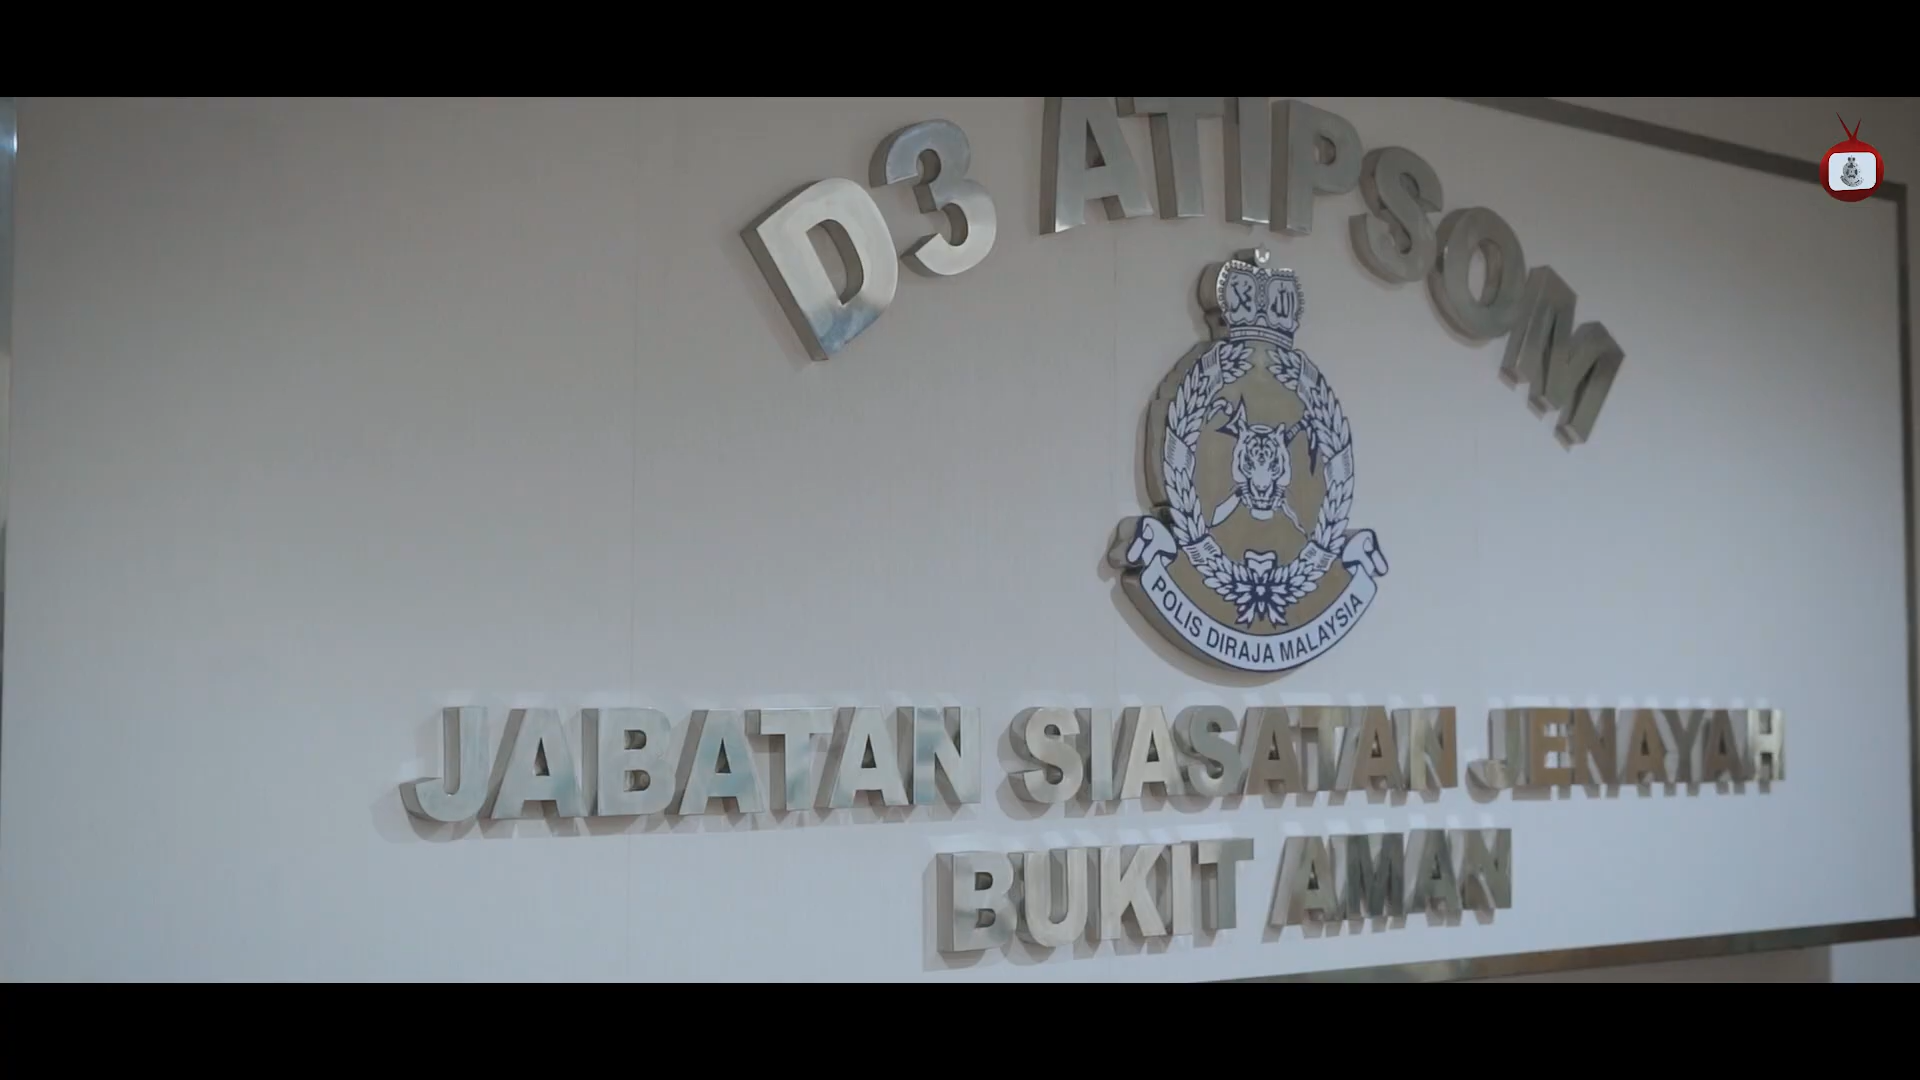 D3 ATIPSOM
POLIS DIRAJA MALAYSIA
JABATAN SIASATAN JENAYAH
BUKIT AMAN